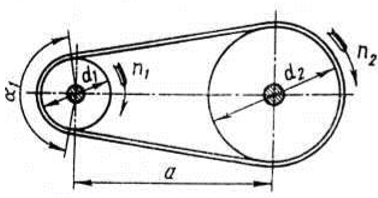 α₁
d₁
n₁
d₂
n₂
a